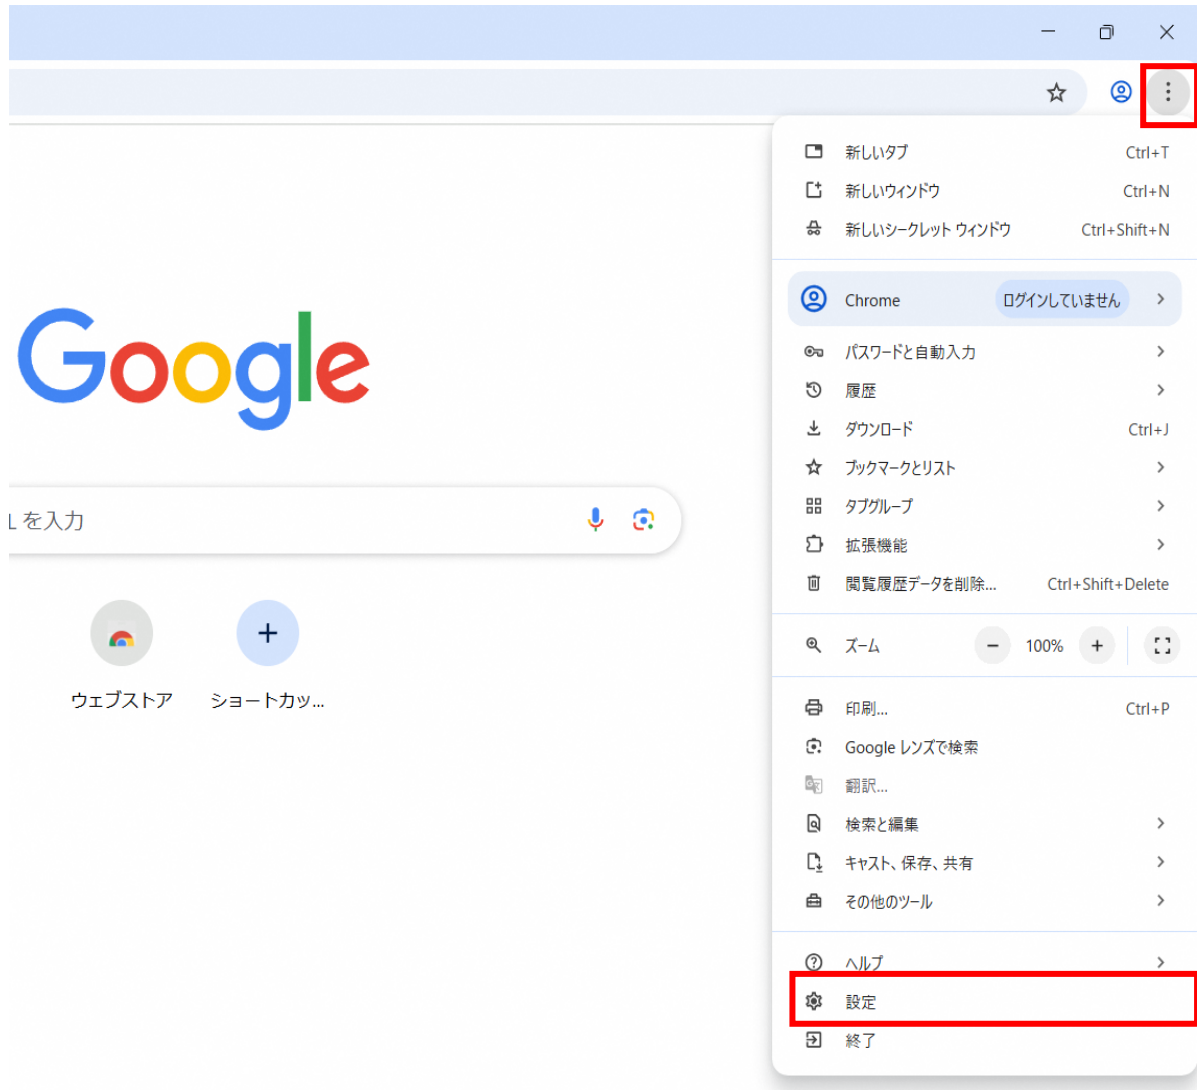 新しいタブ Ctrl+T
新しいウィンドウ Ctrl+N
新しいシークレット ウィンドウ Ctrl+Shift+N
Chrome ログインしていません
パスワードと自動入力
履歴
ダウンロード Ctrl+J
ブックマークとリスト
タブグループ
拡張機能
閲覧履歴データを削除... Ctrl+Shift+Delete
ズーム − 100% +
印刷... Ctrl+P
Google レンズで検索
翻訳...
検索と編集
キャスト、保存、共有
その他のツール
ヘルプ
設定
終了
Google
L を入力
ウェブストア
ショートカッ...